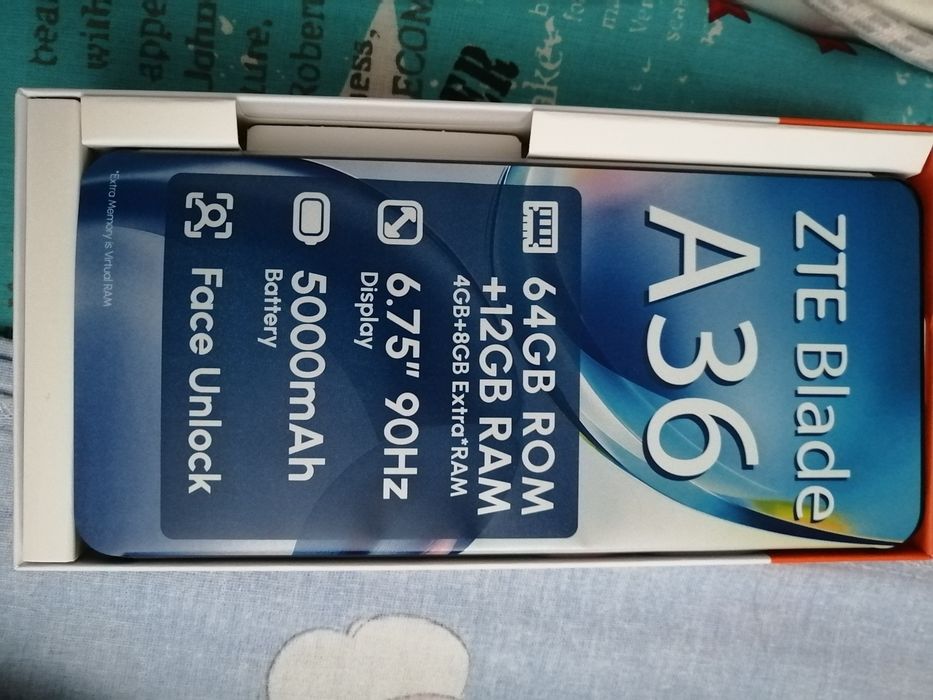 ZTE Blade
A36
64GB ROM
+12GB RAM
4GB+8GB Extra*RAM
6.75" 90Hz
Display
5000mAh
Battery
Face Unlock
*Extra Memory is Virtual RAM